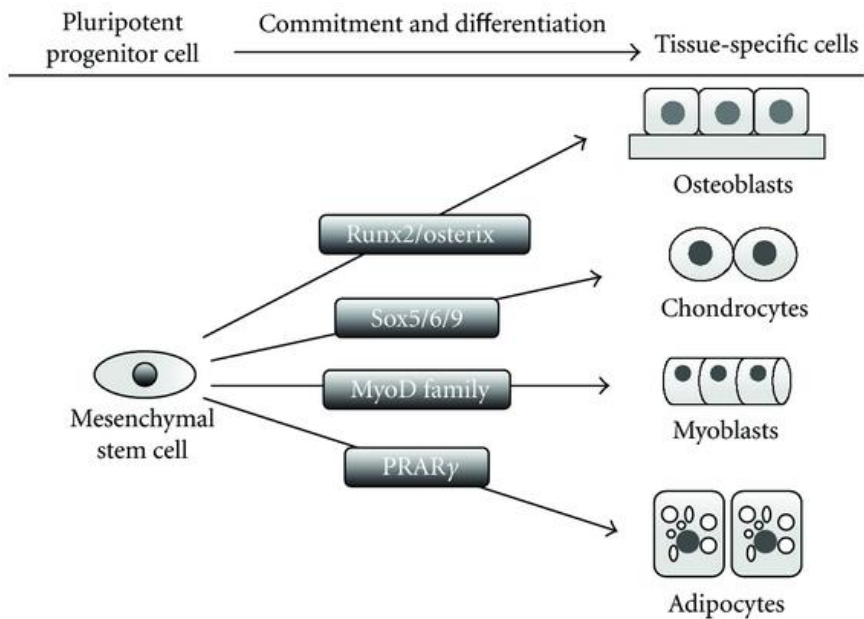 Pluripotent
progenitor cell
Commitment and differentiation
Tissue-specific cells
Osteoblasts
Runx2/osterix
Chondrocytes
Sox5/6/9
Mesenchymal
stem cell
MyoD family
Myoblasts
PRARγ
Adipocytes